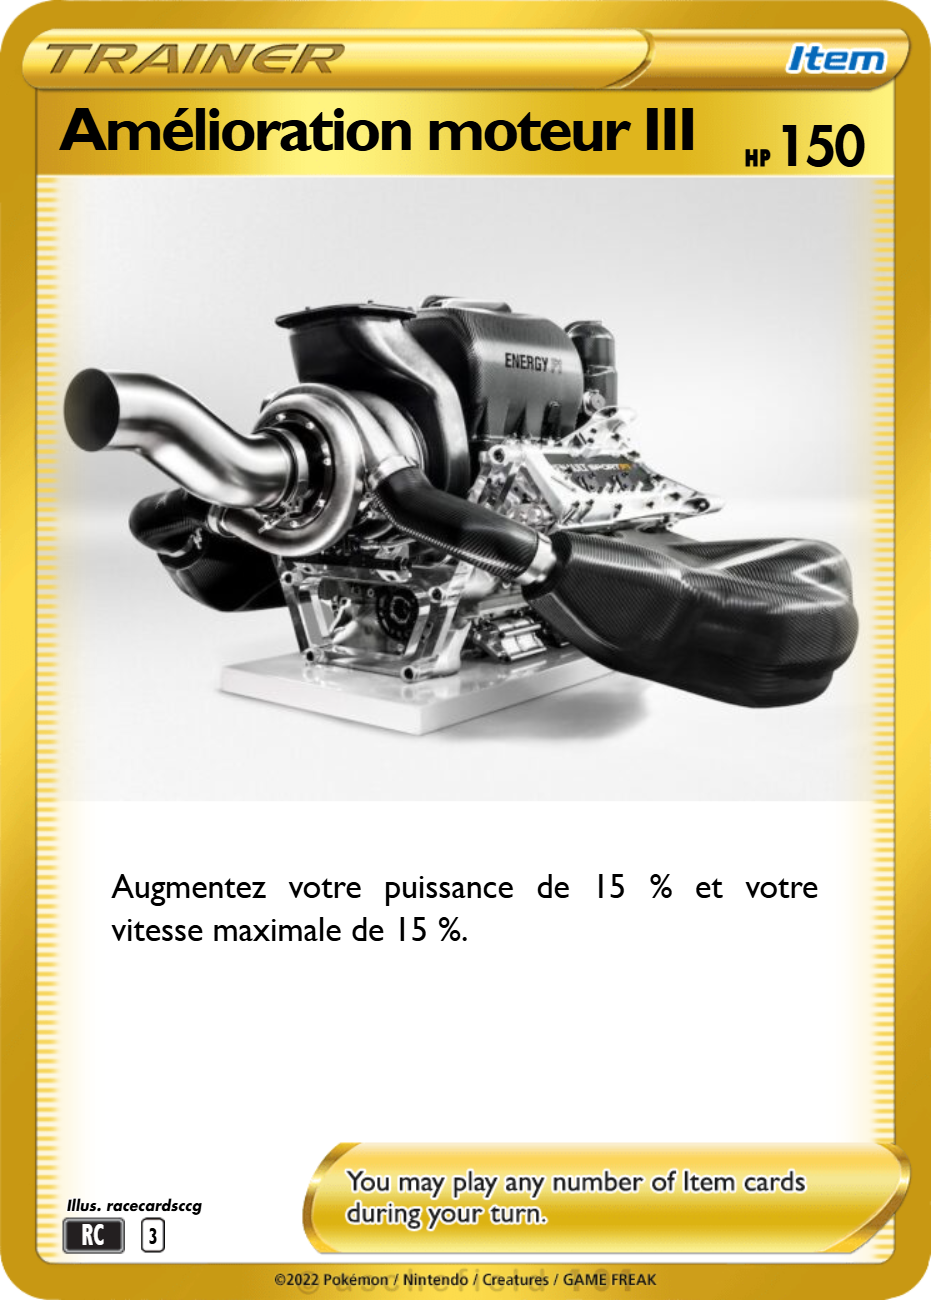 TRAINER
Item
Amélioration moteur III
HP 150
ENERGY F1
Augmentez votre puissance de 15 % et votre
vitesse maximale de 15 %.
You may play any number of Item cards
during your turn.
Illus. racecardsccg
RC 3
©2022 Pokémon / Nintendo / Creatures / GAME FREAK